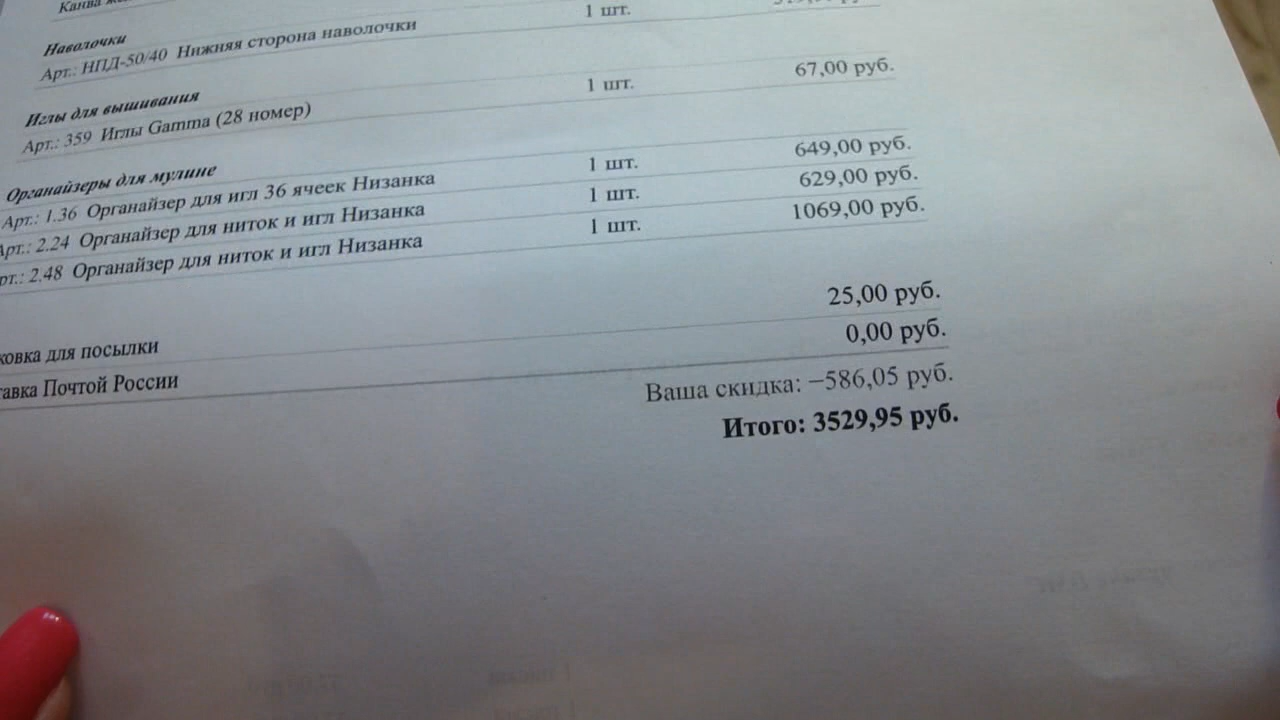 Канва
Наволочки
Арт.: НПД-50/40 Нижняя сторона наволочки 1 шт. руб.
Иглы для вышивания
Арт.: 359 Иглы Gamma (28 номер) 1 шт. 67,00 руб.
Органайзеры для мулине
Арт.: 1.36 Органайзер для игл 36 ячеек Низанка 1 шт. 649,00 руб.
Арт.: 2.24 Органайзер для ниток и игл Низанка 1 шт. 629,00 руб.
рт.: 2.48 Органайзер для ниток и игл Низанка 1 шт. 1069,00 руб.
ковка для посылки 25,00 руб.
тавка Почтой России 0,00 руб.
Ваша скидка: –586,05 руб.
Итого: 3529,95 руб.